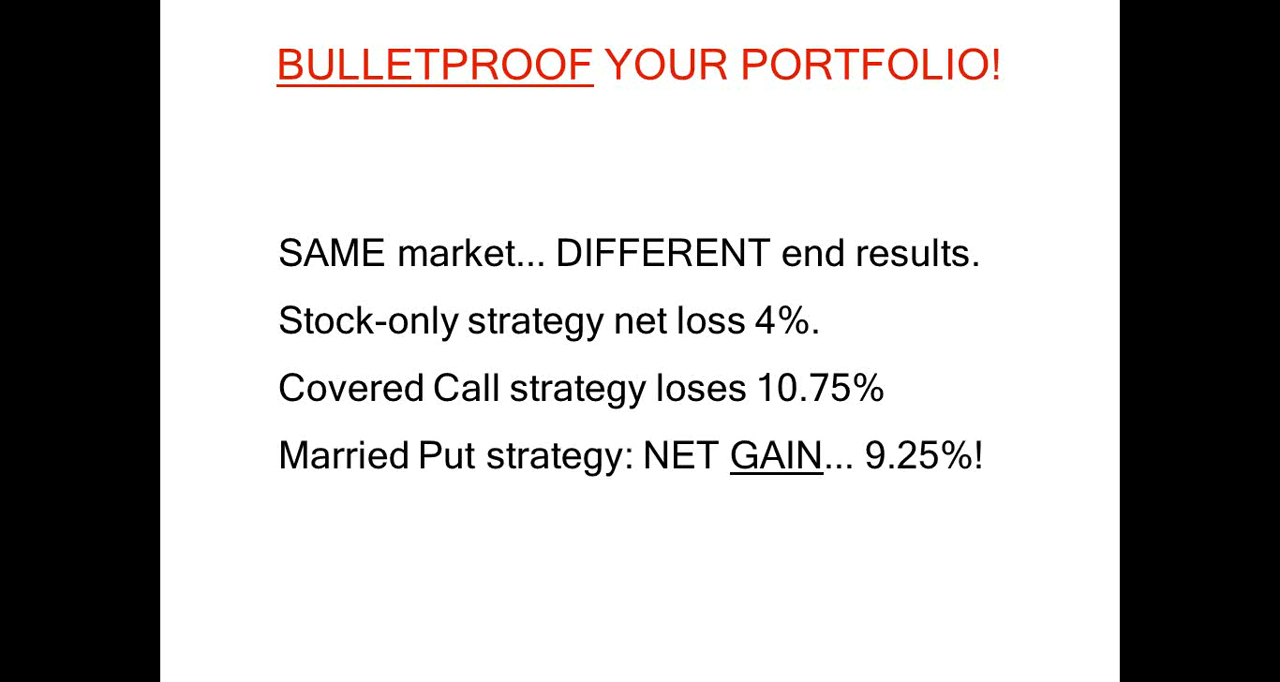 BULLETPROOF YOUR PORTFOLIO!
SAME market... DIFFERENT end results.
Stock-only strategy net loss 4%.
Covered Call strategy loses 10.75%
Married Put strategy: NET GAIN... 9.25%!